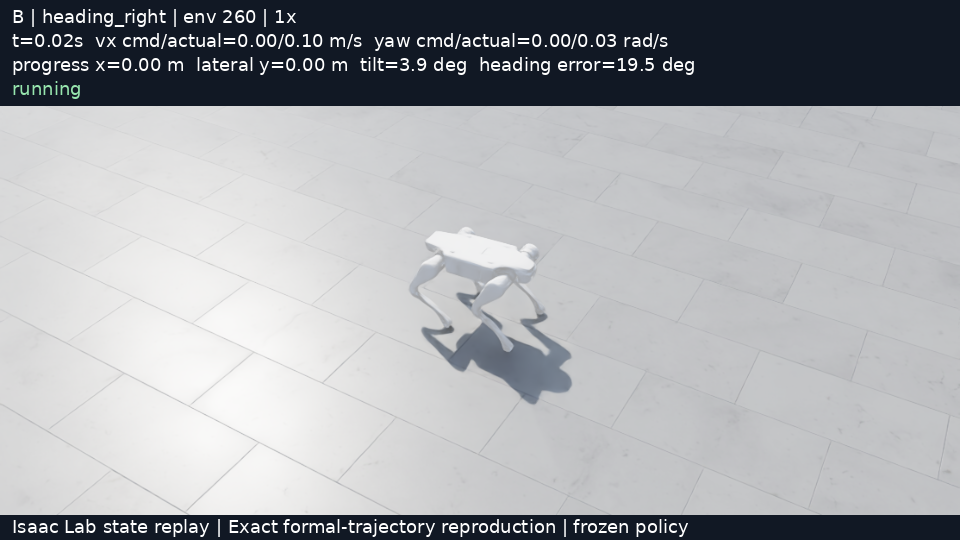 B | heading_right | env 260 | 1x
t=0.02s  vx cmd/actual=0.00/0.10 m/s  yaw cmd/actual=0.00/0.03 rad/s
progress x=0.00 m  lateral y=0.00 m  tilt=3.9 deg  heading error=19.5 deg
running
Isaac Lab state replay | Exact formal-trajectory reproduction | frozen policy